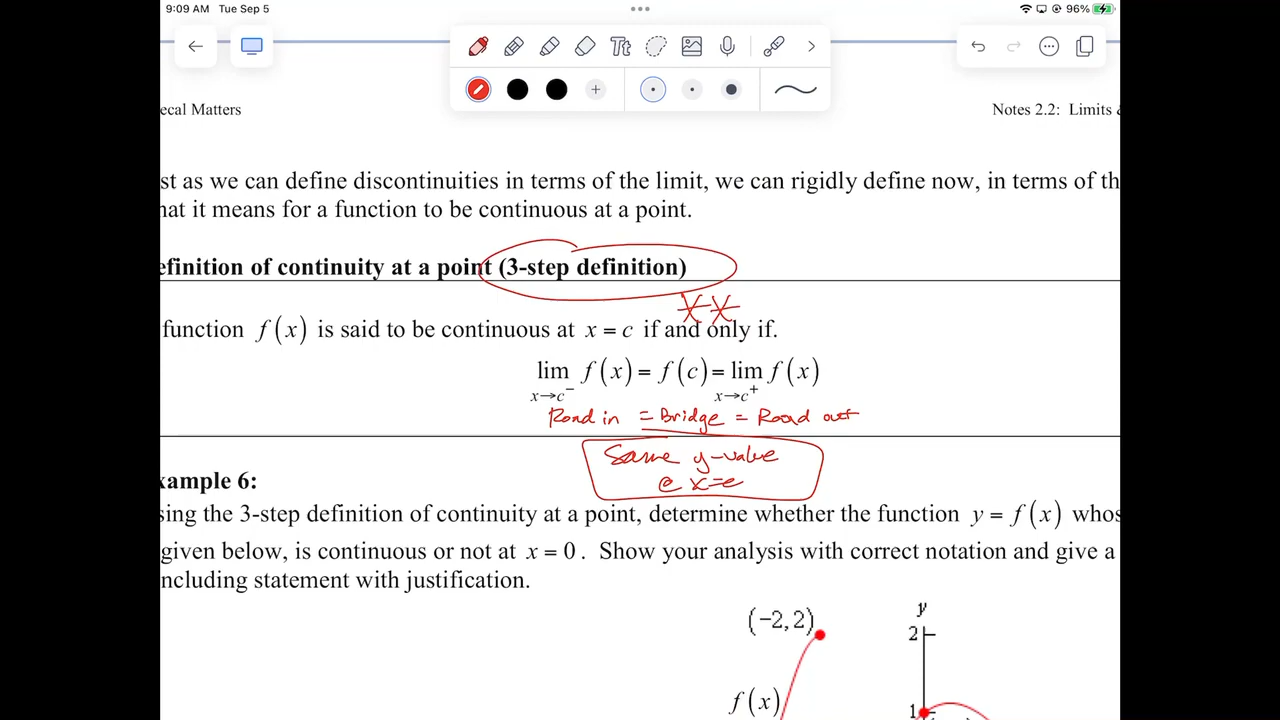 9:09 AM Tue Sep 5
96%
Tt
ecal Matters
Notes 2.2: Limits &
st as we can define discontinuities in terms of the limit, we can rigidly define now, in terms of th
hat it means for a function to be continuous at a point.
efinition of continuity at a point (3-step definition)
function f(x) is said to be continuous at x = c if and only if.
lim x→c⁻ f(x) = f(c) = lim x→c⁺ f(x)
Road in = Bridge = Road out
Same y-value
@ x=c
xample 6:
sing the 3-step definition of continuity at a point, determine whether the function y = f(x) whos
given below, is continuous or not at x = 0. Show your analysis with correct notation and give a
ncluding statement with justification.
(-2,2)
y
2
f(x)
1